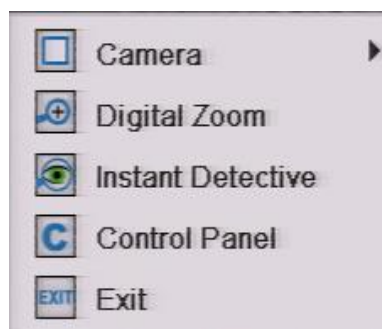 Camera
Digital Zoom
Instant Detective
C Control Panel
EXIT Exit